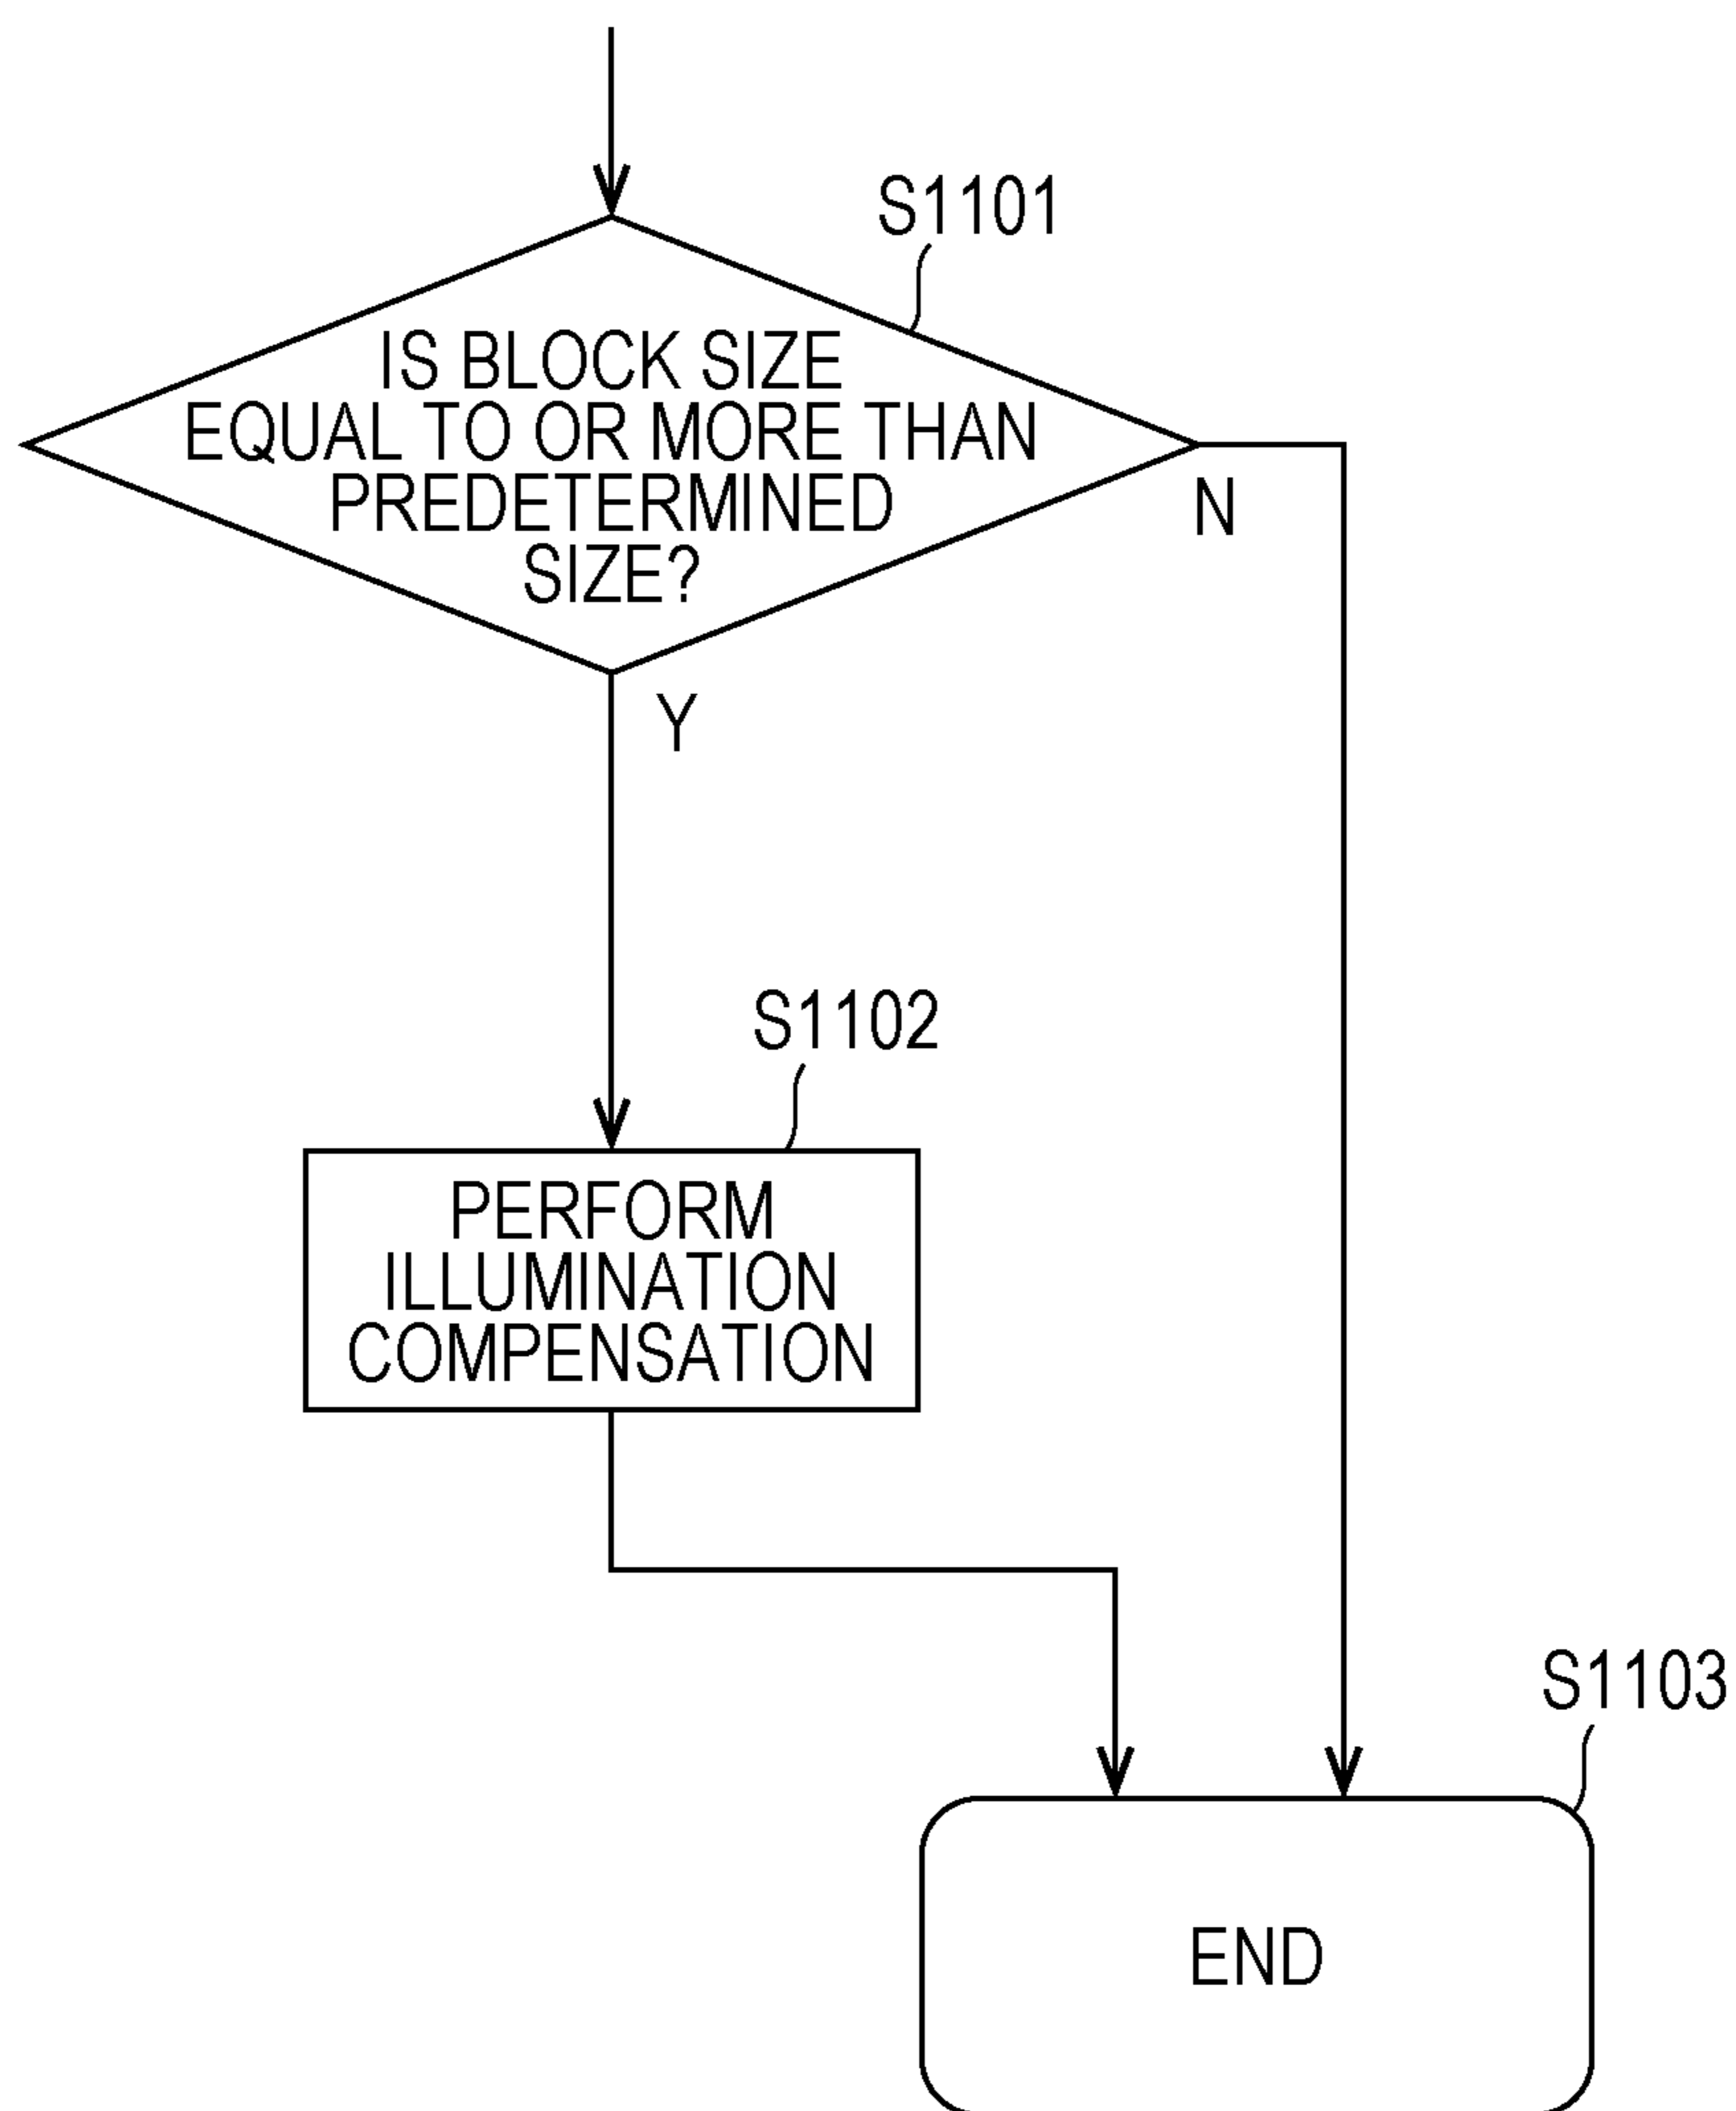 S1101
IS BLOCK SIZE
EQUAL TO OR MORE THAN
PREDETERMINED
SIZE?
N
Y
S1102
PERFORM
ILLUMINATION
COMPENSATION
S1103
END